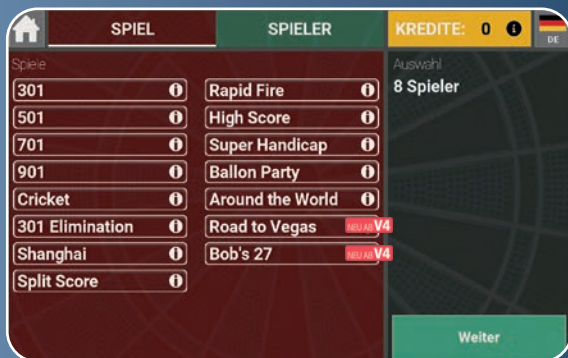 SPIEL
SPIELER
KREDITE: 0
DE
Spiele
301
501
701
901
Cricket
301 Elimination
Shanghai
Split Score
Rapid Fire
High Score
Super Handicap
Ballon Party
Around the World
Road to Vegas NEU AB V4
Bob's 27 NEU AB V4
Auswahl
8 Spieler
Weiter